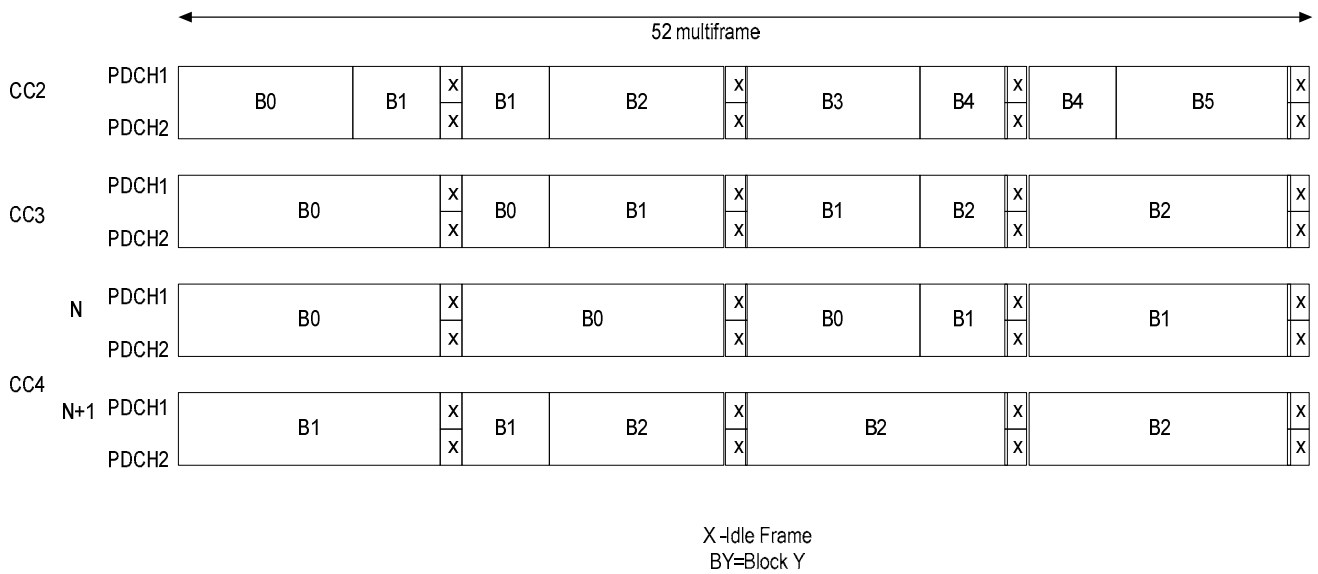 52 multiframe
CC2 PDCH1 B0 B1 X B1 B2 X B3 B4 X B4 B5 X
PDCH2 X X X X
CC3 PDCH1 B0 X B0 B1 X B1 B2 X B2 X
PDCH2 X X X X
N PDCH1 B0 X B0 X B0 B1 X B1 X
PDCH2 X X X X
CC4
N+1 PDCH1 B1 X B1 B2 X B2 X B2 X
PDCH2 X X X X
X -Idle Frame
BY=Block Y